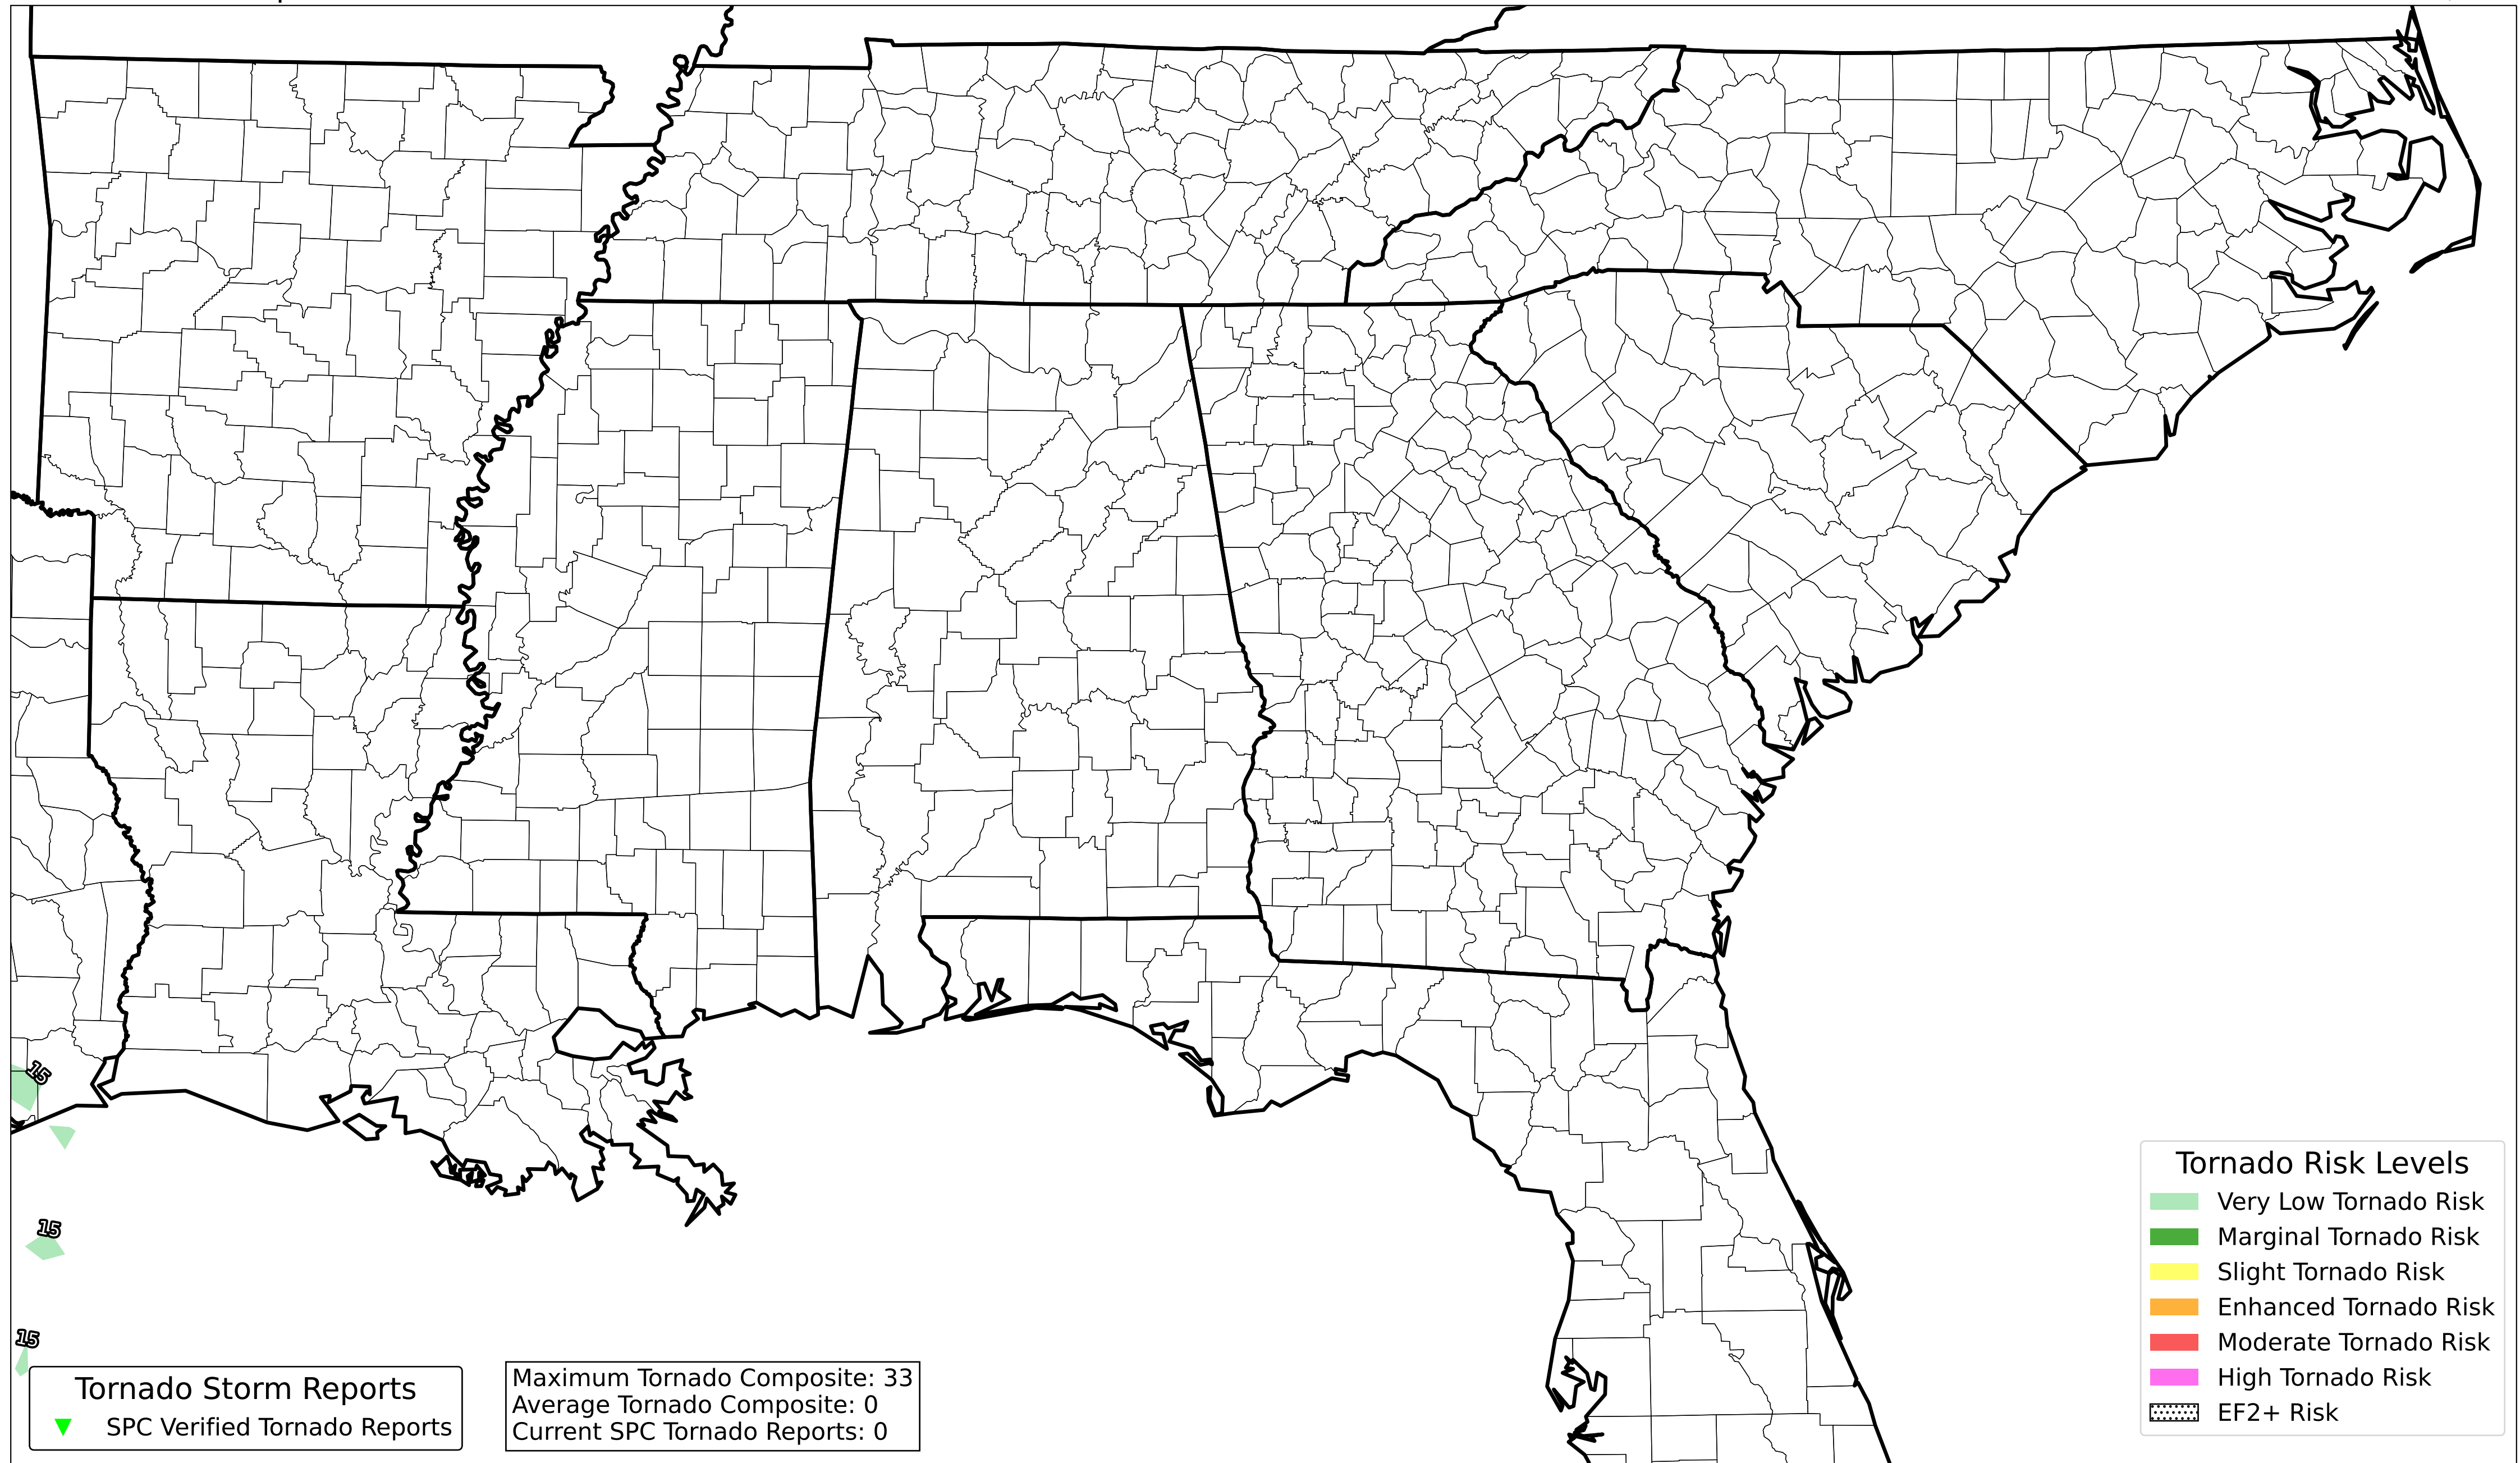 15
15
15
Tornado Storm Reports
SPC Verified Tornado Reports
Maximum Tornado Composite: 33
Average Tornado Composite: 0
Current SPC Tornado Reports: 0
Tornado Risk Levels
Very Low Tornado Risk
Marginal Tornado Risk
Slight Tornado Risk
Enhanced Tornado Risk
Moderate Tornado Risk
High Tornado Risk
EF2+ Risk